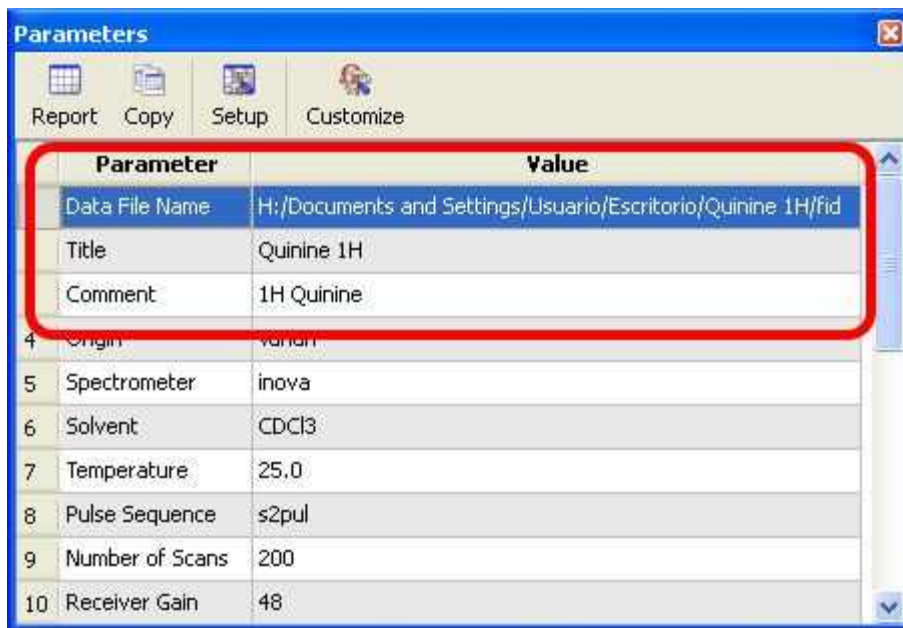 Parameters
Report Copy Setup Customize
Parameter Value
Data File Name H:/Documents and Settings/Usuario/Escritorio/Quinine 1H/fid
Title Quinine 1H
Comment 1H Quinine
4 Origin Varian
5 Spectrometer inova
6 Solvent CDCl3
7 Temperature 25.0
8 Pulse Sequence s2pul
9 Number of Scans 200
10 Receiver Gain 48